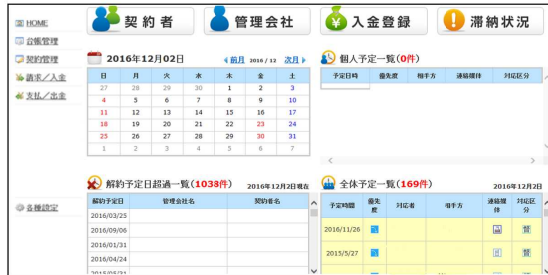 HOME
台帳管理
契約管理
請求／入金
支払／出金
各種設定
契約者
管理会社
入金登録
滞納状況
2016年12月02日
前月 2016 / 12 次月
日 月 火 水 木 金 土
27 28 29 30 1 2 3
4 5 6 7 8 9 10
11 12 13 14 15 16 17
18 19 20 21 22 23 24
25 26 27 28 29 30 31
1 2 3 4 5 6 7
個人予定一覧(0件)
予定日時 優先度 相手方 連絡媒体 対応区分
解約予定日超過一覧(1038件) 2016年12月2日現在
解約予定日 管理会社名 契約者名
2016/03/25
2016/09/06
2016/01/31
2016/04/24
2015/05/31
全体予定一覧(169件) 2016年12月2日
予定時間 優先度 対応者 相手方 連絡媒体 対応区分
2016/11/26
2015/5/27